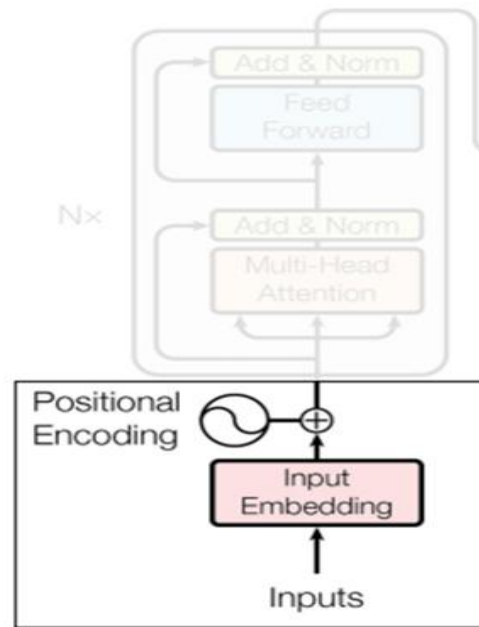 Add & Norm
Feed
Forward
Nx
Add & Norm
Multi-Head
Attention
Positional
Encoding
Input
Embedding
Inputs